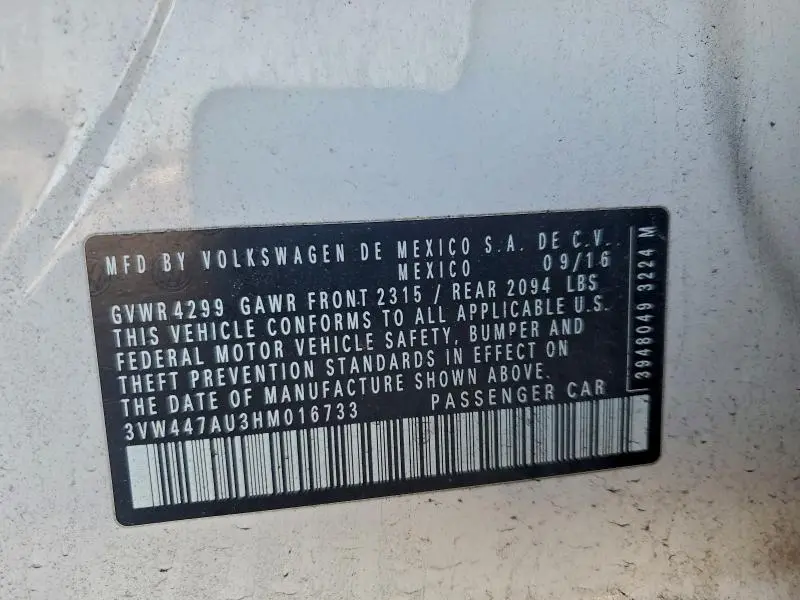 MFD BY VOLKSWAGEN DE MEXICO S.A. DE C.V.
MEXICO 09/16
GVWR 4299 GAWR FRONT 2315 / REAR 2094 LBS
THIS VEHICLE CONFORMS TO ALL APPLICABLE U.S.
FEDERAL MOTOR VEHICLE SAFETY, BUMPER AND
THEFT PREVENTION STANDARDS IN EFFECT ON
THE DATE OF MANUFACTURE SHOWN ABOVE.
3VW447AU3HM016733 PASSENGER CAR
3948049 3224 M